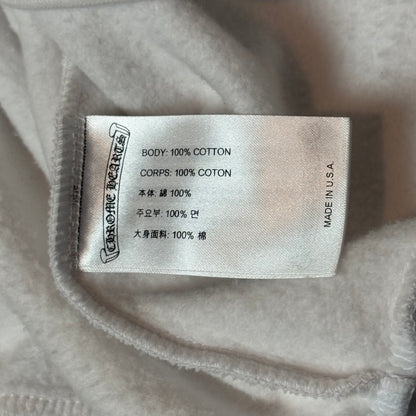 CHROME HEARTS
BODY: 100% COTTON
CORPS: 100% COTON
本体: 綿 100%
주요부: 100% 면
大身面料: 100% 棉
MADE IN U.S.A.